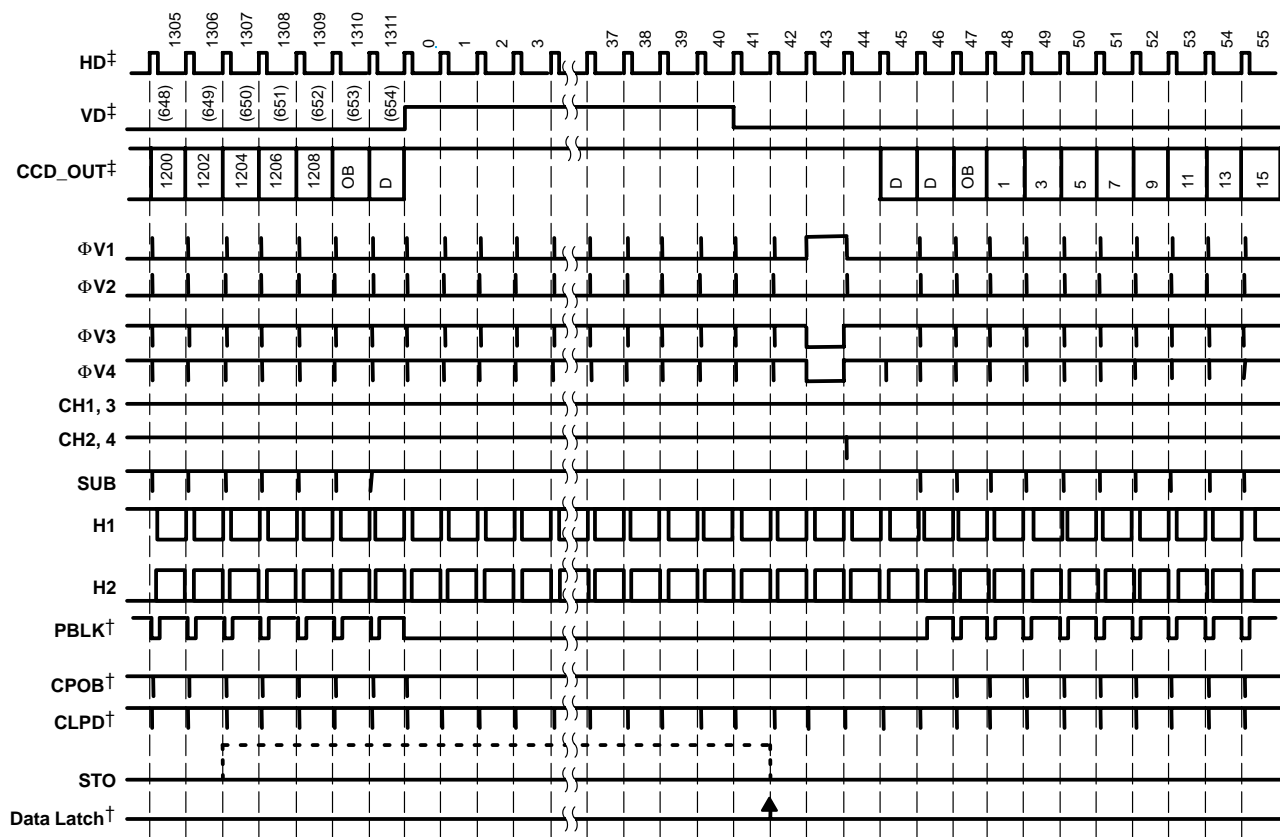 1305 1306 1307 1308 1309 1310 1311 0 1 2 3 37 38 39 40 41 42 43 44 45 46 47 48 49 50 51 52 53 54 55
HD‡
(648) (649) (650) (651) (652) (653) (654)
VD‡
CCD_OUT‡ 1200 1202 1204 1206 1208 OB D D D OB 1 3 5 7 9 11 13 15
ΦV1
ΦV2
ΦV3
ΦV4
CH1, 3
CH2, 4
SUB
H1
H2
PBLK†
CPOB†
CLPD†
STO
Data Latch†